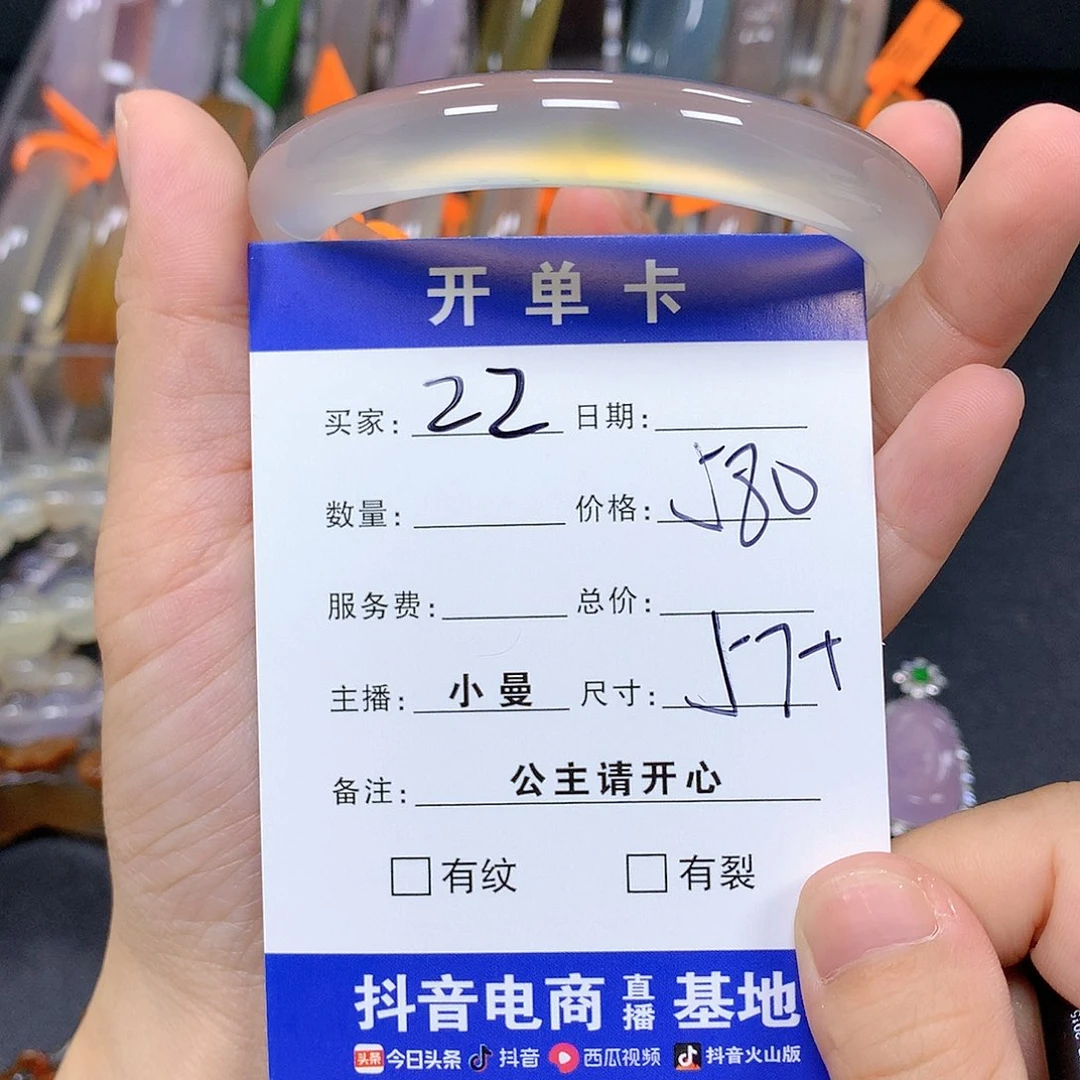 开单卡
买家: 22 日期:
数量: 价格: 580
服务费: 总价:
主播: 小曼 尺寸: 57+
备注: 公主请开心
□有纹 □有裂
抖音电商直播基地
头条 今日头条 抖音 西瓜视频 抖音火山版